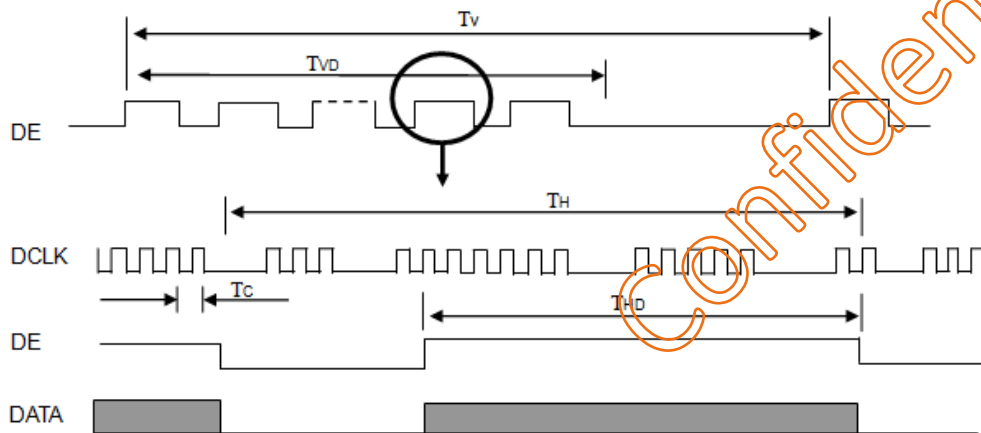 Tv
TVD
DE
TH
DCLK
TC
THD
DE
DATA
Confiden